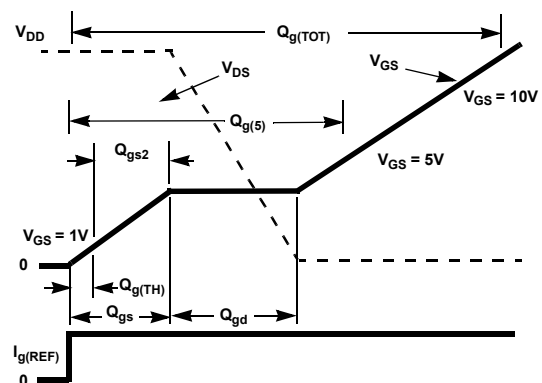 V_DD
Q_g(TOT)
V_DS
V_GS
V_GS = 10V
Q_g(5)
Q_gs2
V_GS = 5V
V_GS = 1V
0
Q_g(TH)
Q_gs
Q_gd
I_g(REF)
0